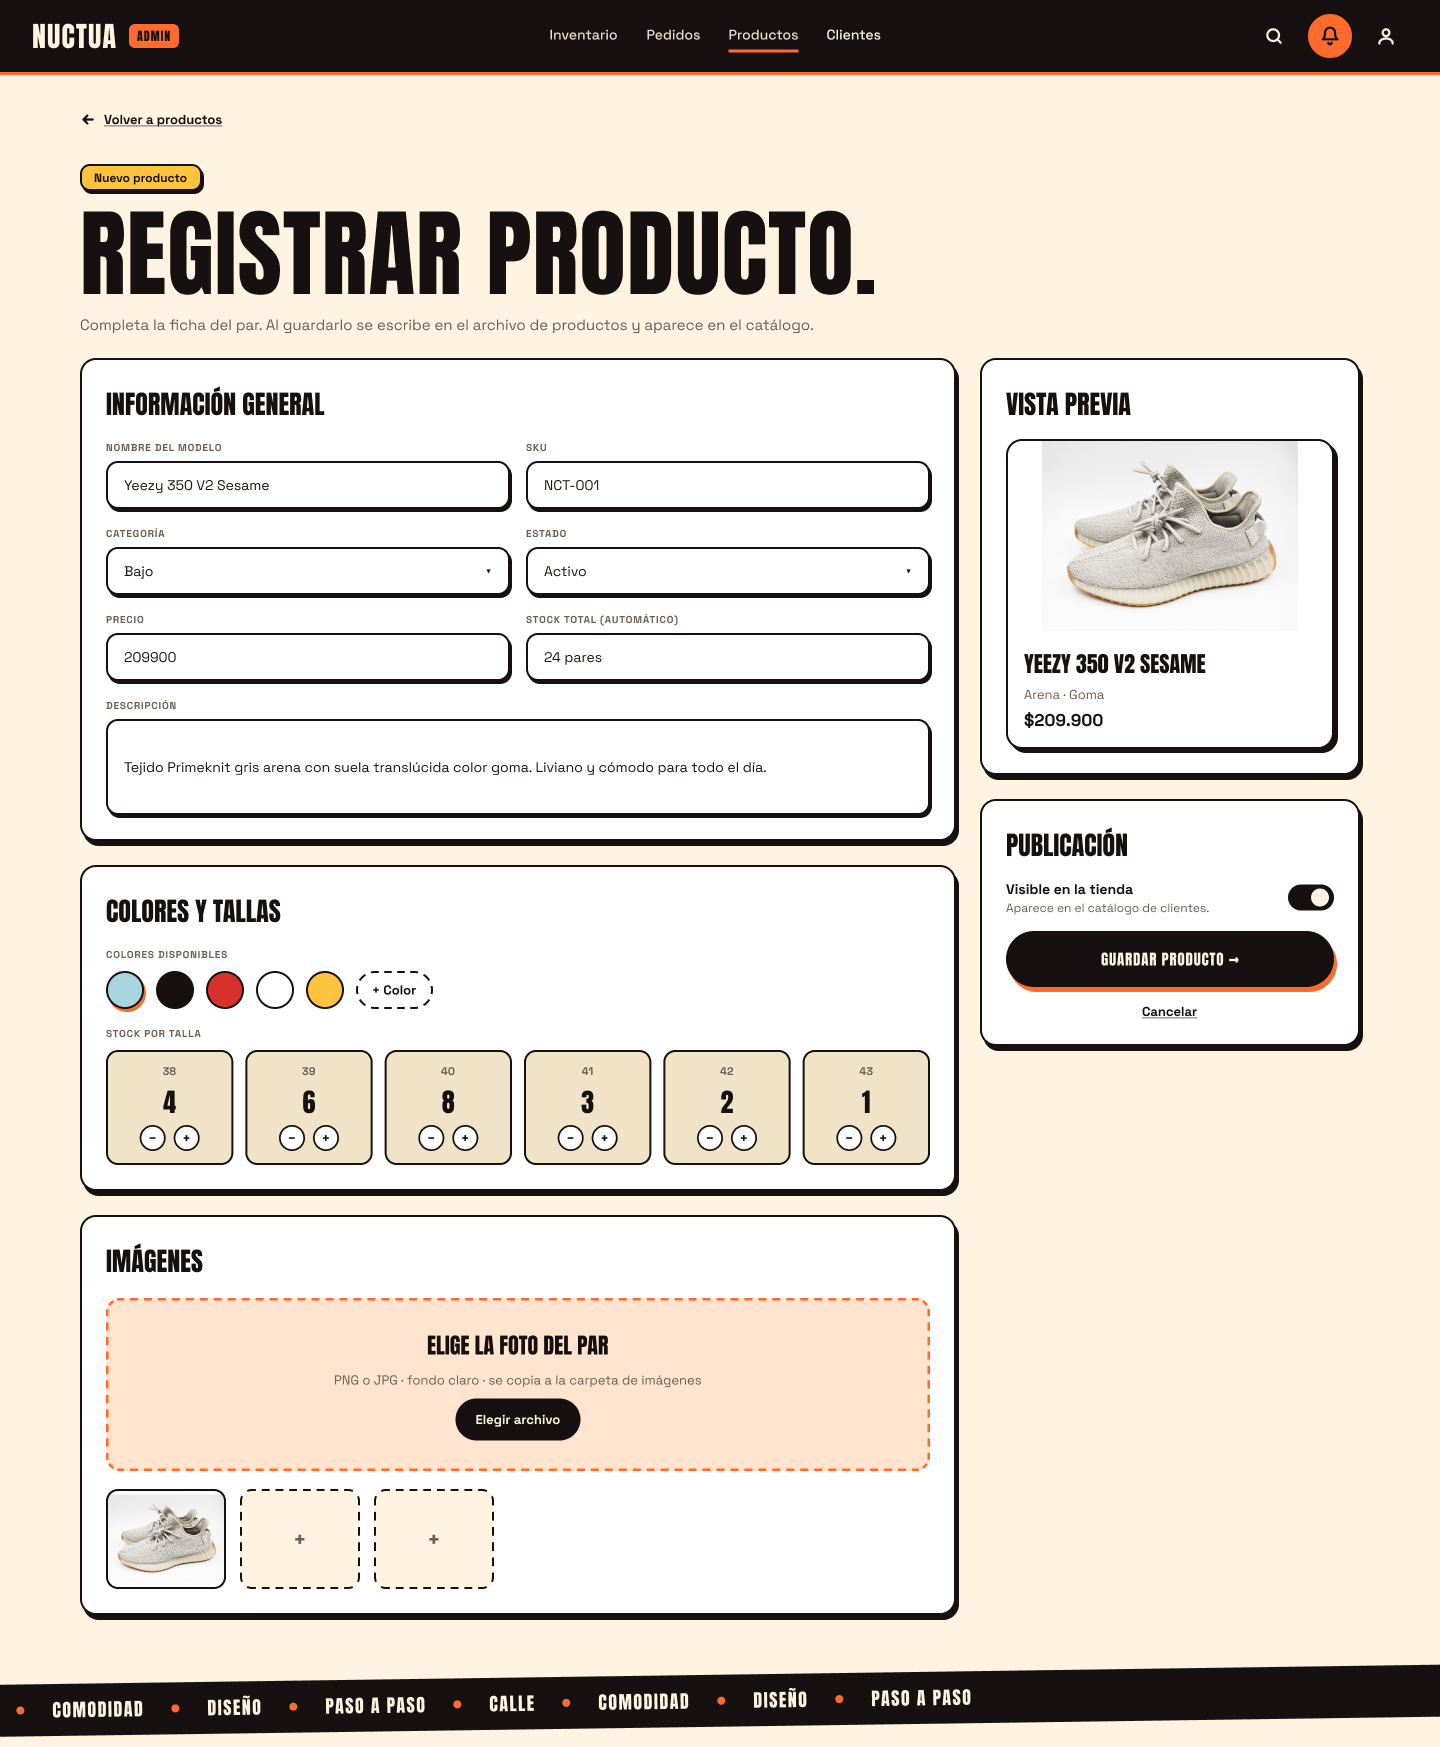 NUCTUA ADMIN
Inventario Pedidos Productos Clientes
← Volver a productos
Nuevo producto
REGISTRAR PRODUCTO.
Completa la ficha del par. Al guardarlo se escribe en el archivo de productos y aparece en el catálogo.
INFORMACIÓN GENERAL
NOMBRE DEL MODELO
Yeezy 350 V2 Sesame
SKU
NCT-001
CATEGORÍA
Bajo
ESTADO
Activo
PRECIO
209900
STOCK TOTAL (AUTOMÁTICO)
24 pares
DESCRIPCIÓN
Tejido Primeknit gris arena con suela translúcida color goma. Liviano y cómodo para todo el día.
COLORES Y TALLAS
COLORES DISPONIBLES
+ Color
STOCK POR TALLA
38
4
− +
39
6
− +
40
8
− +
41
3
− +
42
2
− +
43
1
− +
IMÁGENES
ELIGE LA FOTO DEL PAR
PNG o JPG · fondo claro · se copia a la carpeta de imágenes
Elegir archivo
+
+
VISTA PREVIA
YEEZY 350 V2 SESAME
Arena · Goma
$209.900
PUBLICACIÓN
Visible en la tienda
Aparece en el catálogo de clientes.
GUARDAR PRODUCTO →
Cancelar
● COMODIDAD ● DISEÑO ● PASO A PASO ● CALLE ● COMODIDAD ● DISEÑO ● PASO A PASO